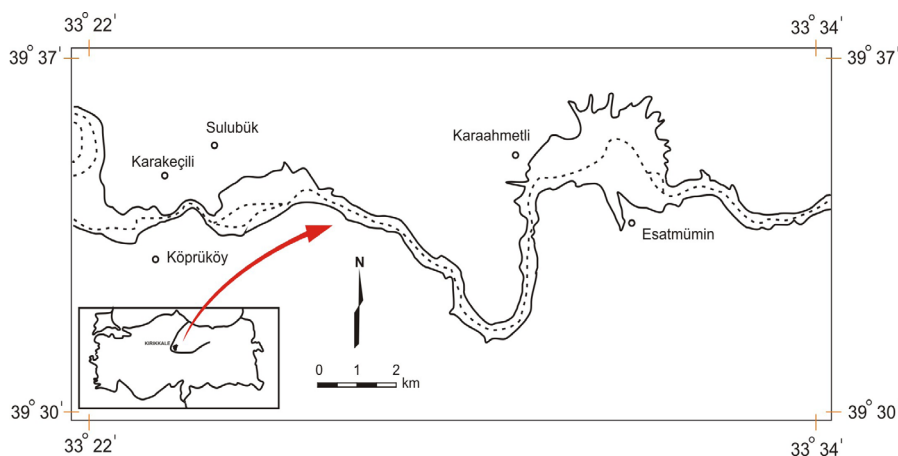 33° 22'
33° 34'
39° 37'
39° 37'
Sulubük
Karaahmetli
Karakeçili
Esatmümin
Köprüköy
N
KIRIKKALE
0 1 2
km
39° 30'
39° 30
33° 22'
33° 34'